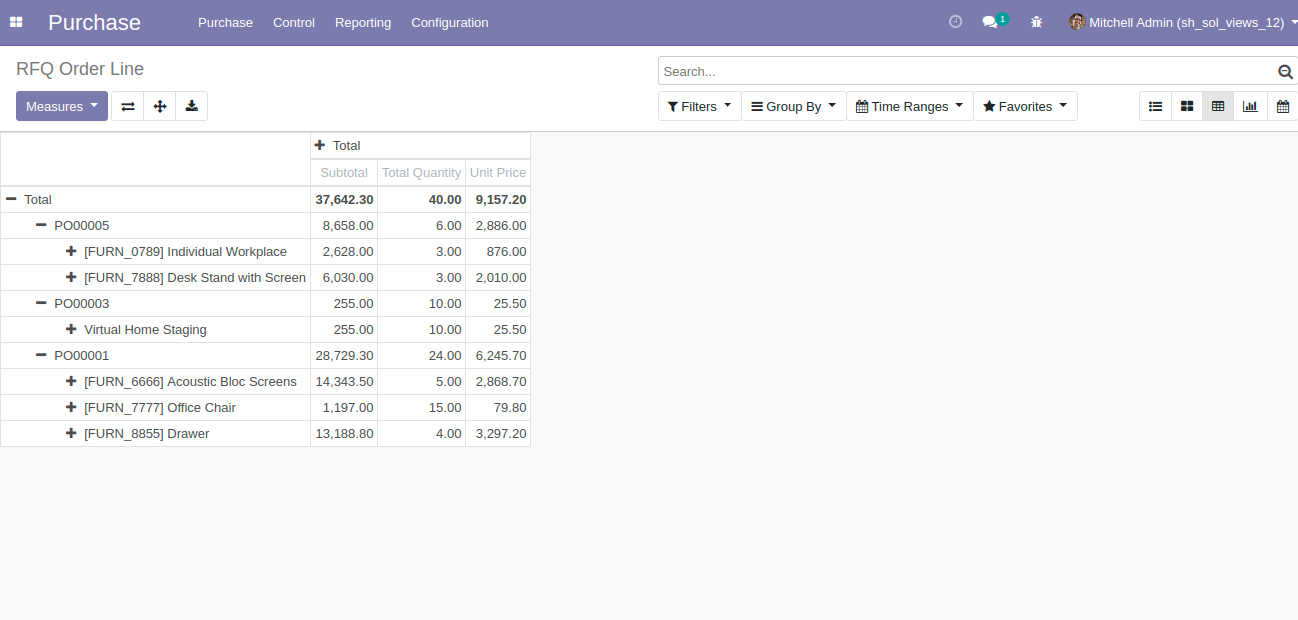 Purchase Purchase Control Reporting Configuration 1 Mitchell Admin (sh_sol_views_12)
RFQ Order Line
Search...
Measures Filters Group By Time Ranges Favorites
Total
Subtotal Total Quantity Unit Price
Total 37,642.30 40.00 9,157.20
PO00005 8,658.00 6.00 2,886.00
[FURN_0789] Individual Workplace 2,628.00 3.00 876.00
[FURN_7888] Desk Stand with Screen 6,030.00 3.00 2,010.00
PO00003 255.00 10.00 25.50
Virtual Home Staging 255.00 10.00 25.50
PO00001 28,729.30 24.00 6,245.70
[FURN_6666] Acoustic Bloc Screens 14,343.50 5.00 2,868.70
[FURN_7777] Office Chair 1,197.00 15.00 79.80
[FURN_8855] Drawer 13,188.80 4.00 3,297.20